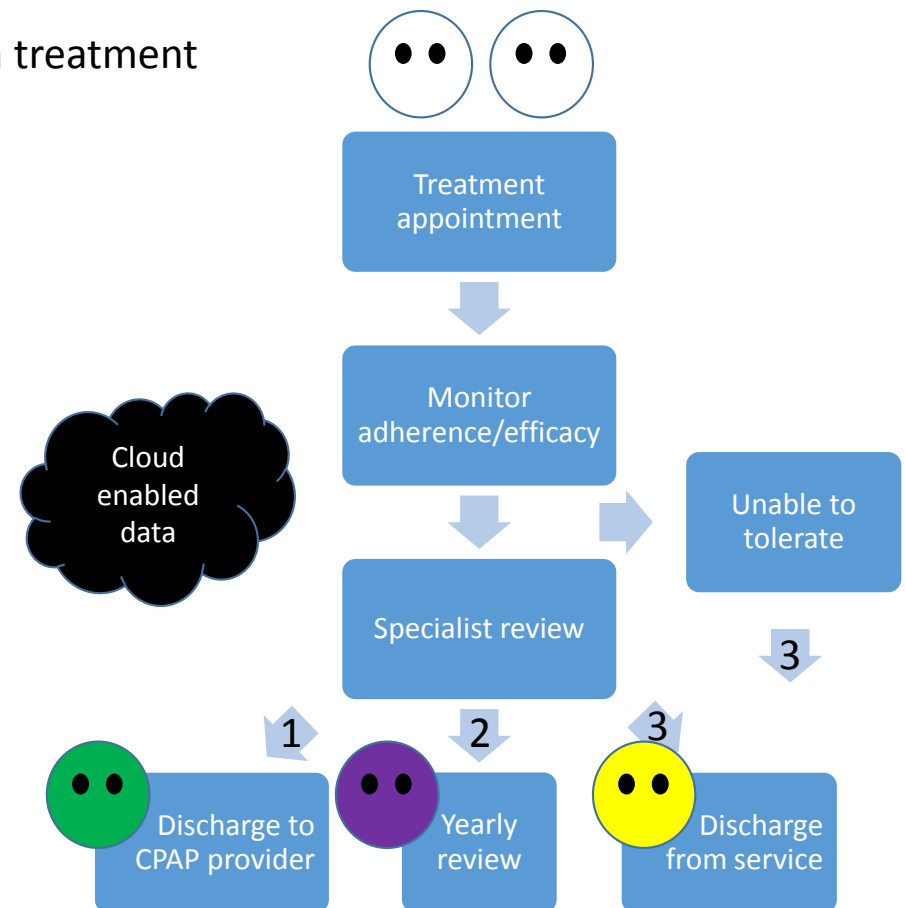 treatment
Treatment
appointment
Monitor
adherence/efficacy
Cloud
enabled
data
Unable to
tolerate
Specialist review
3
1
2
3
Discharge to
CPAP provider
Yearly
review
Discharge
from service